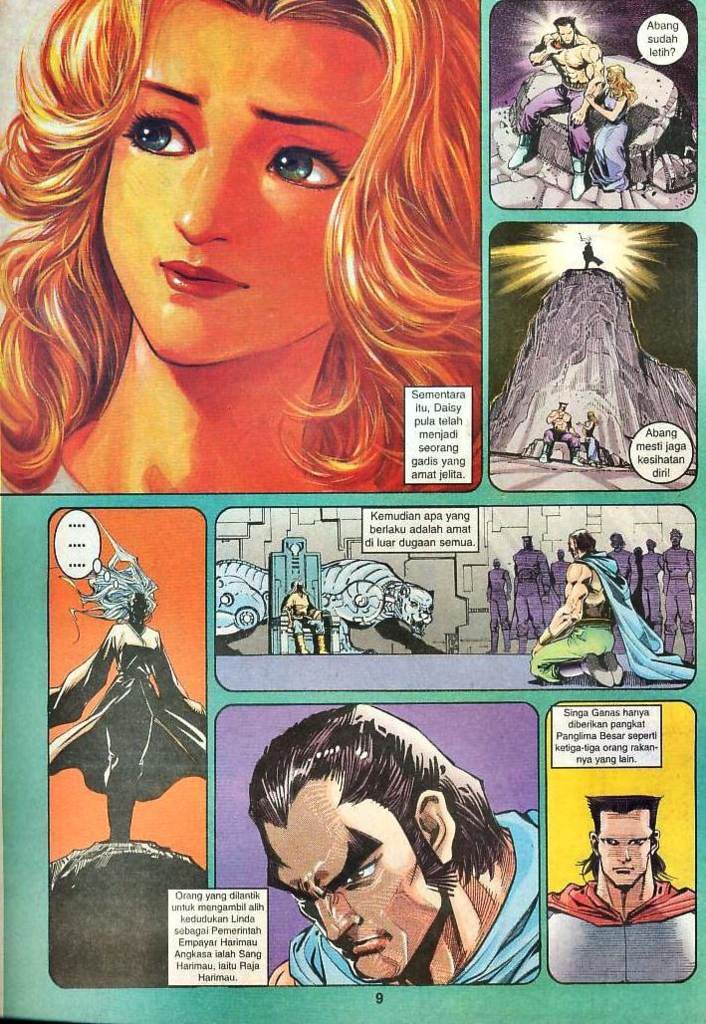 Sementara
itu, Daisy
pula telah
menjadi
seorang
gadis yang
amat jelita.
Abang
sudah
letih?
Abang
mesti jaga
kesihatan
diri!
....
....
....
Kemudian apa yang
berlaku adalah amat
di luar dugaan semua.
Orang yang dilantik
untuk mengambil alih
kedudukan Linda
sebagai Pemerintah
Empayar Harimau
Angkasa ialah Sang
Harimau, iaitu Raja
Harimau.
Singa Ganas hanya
diberikan pangkat
Panglima Besar seperti
ketiga-tiga orang rakan-
nya yang lain.
9